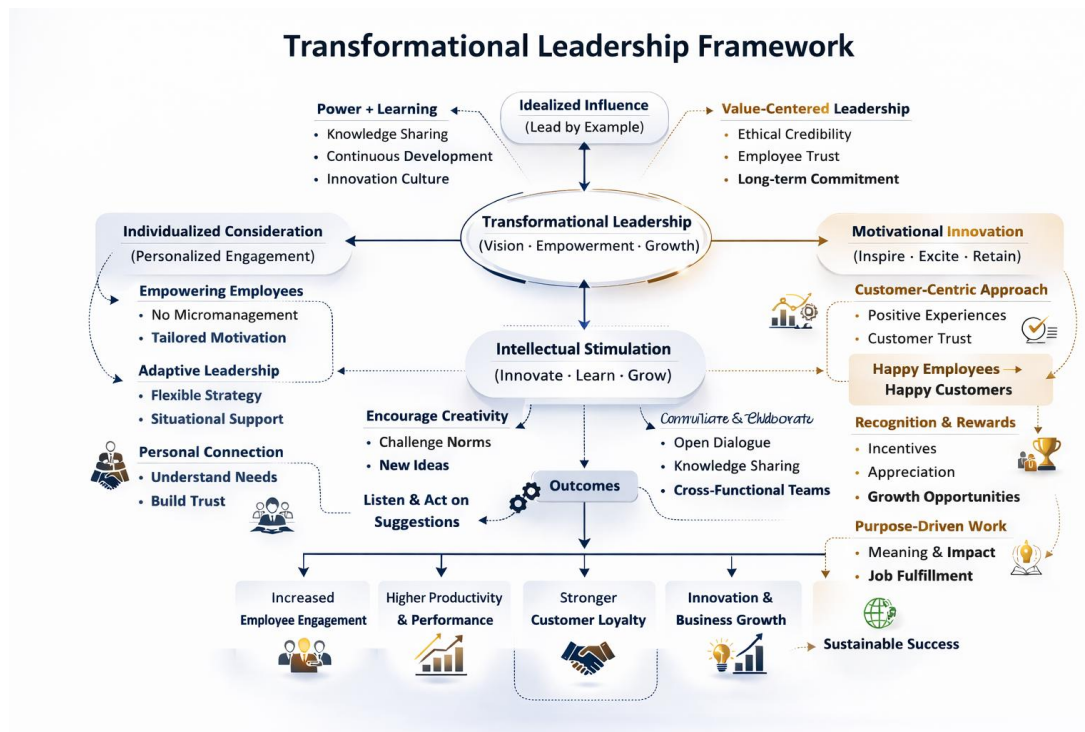 Transformational Leadership Framework
Idealized Influence
(Lead by Example)
Power + Learning
• Knowledge Sharing
• Continuous Development
• Innovation Culture
Value-Centered Leadership
• Ethical Credibility
• Employee Trust
• Long-term Commitment
Transformational Leadership
(Vision · Empowerment · Growth)
Individualized Consideration
(Personalized Engagement)
Empowering Employees
• No Micromanagement
• Tailored Motivation
Adaptive Leadership
• Flexible Strategy
• Situational Support
Personal Connection
• Understand Needs
• Build Trust
Motivational Innovation
(Inspire · Excite · Retain)
Customer-Centric Approach
• Positive Experiences
• Customer Trust
Happy Employees →
Happy Customers
Recognition & Rewards
• Incentives
• Appreciation
• Growth Opportunities
Purpose-Driven Work
• Meaning & Impact
• Job Fulfillment
Intellectual Stimulation
(Innovate · Learn · Grow)
Encourage Creativity
• Challenge Norms
• New Ideas
Listen & Act on
Suggestions
&
• Open Dialogue
• Knowledge Sharing
• Cross-Functional Teams
Outcomes
Increased
Employee Engagement
Higher Productivity
& Performance
Stronger
Customer Loyalty
Innovation &
Business Growth
Sustainable Success